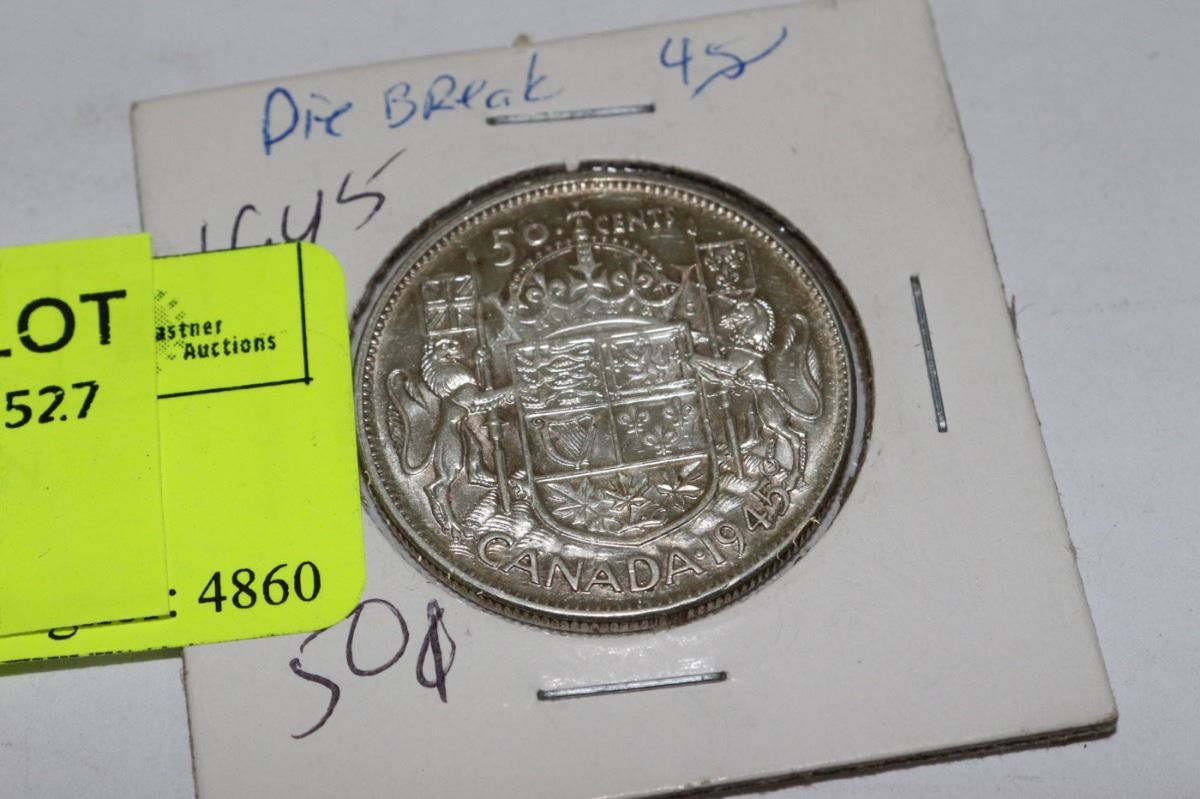 Die BReak 45
1945
LOT
527
astner
Auctions
: 4860
50 CENTS
CANADA · 1945
50¢